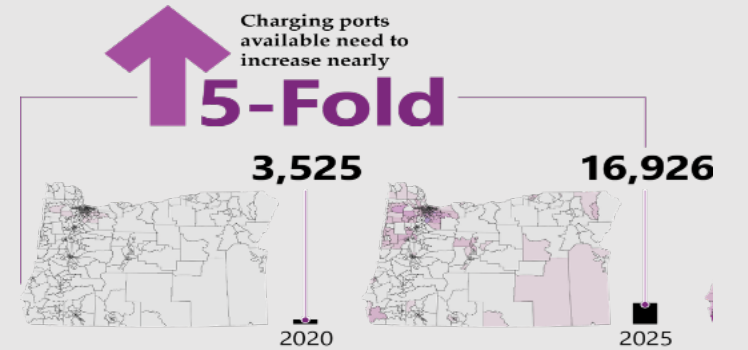 Charging ports
available need to
increase nearly
5-Fold
3,525
16,926
2020
2025